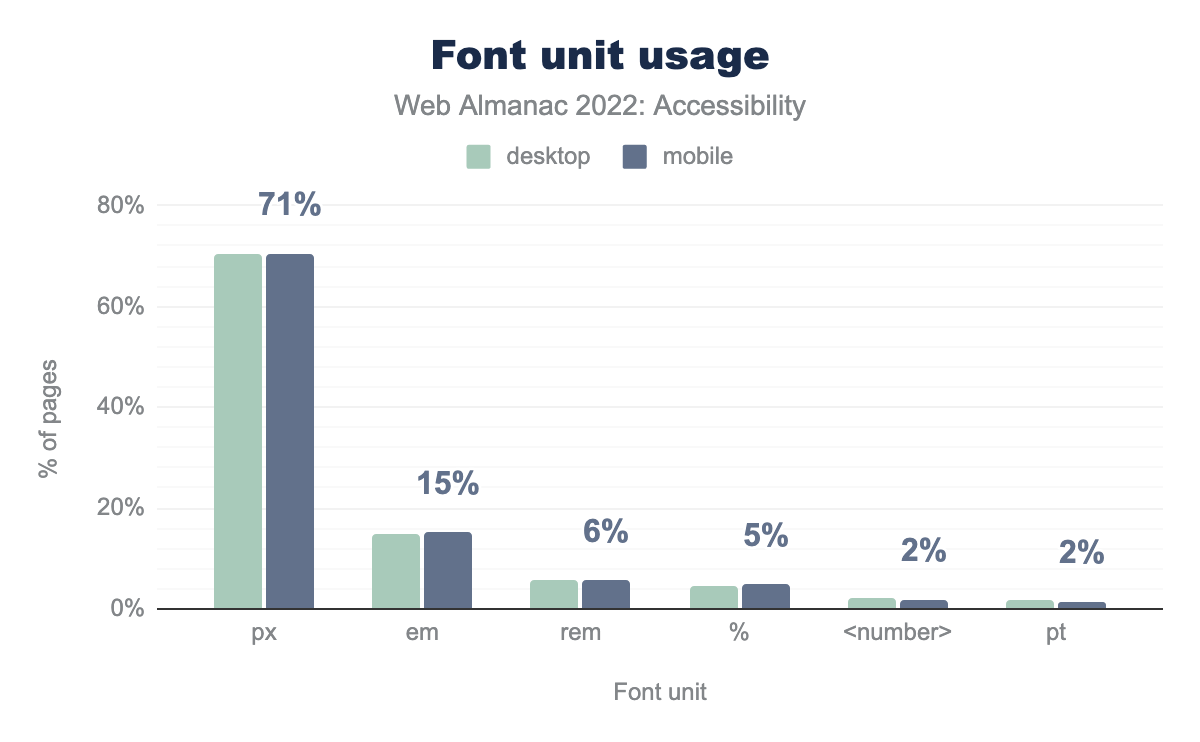 Font unit usage
Web Almanac 2022: Accessibility
desktop mobile
80%
60%
40%
20%
0%
% of pages
71%
15%
6%
5%
2%
2%
px em rem % <number> pt
Font unit